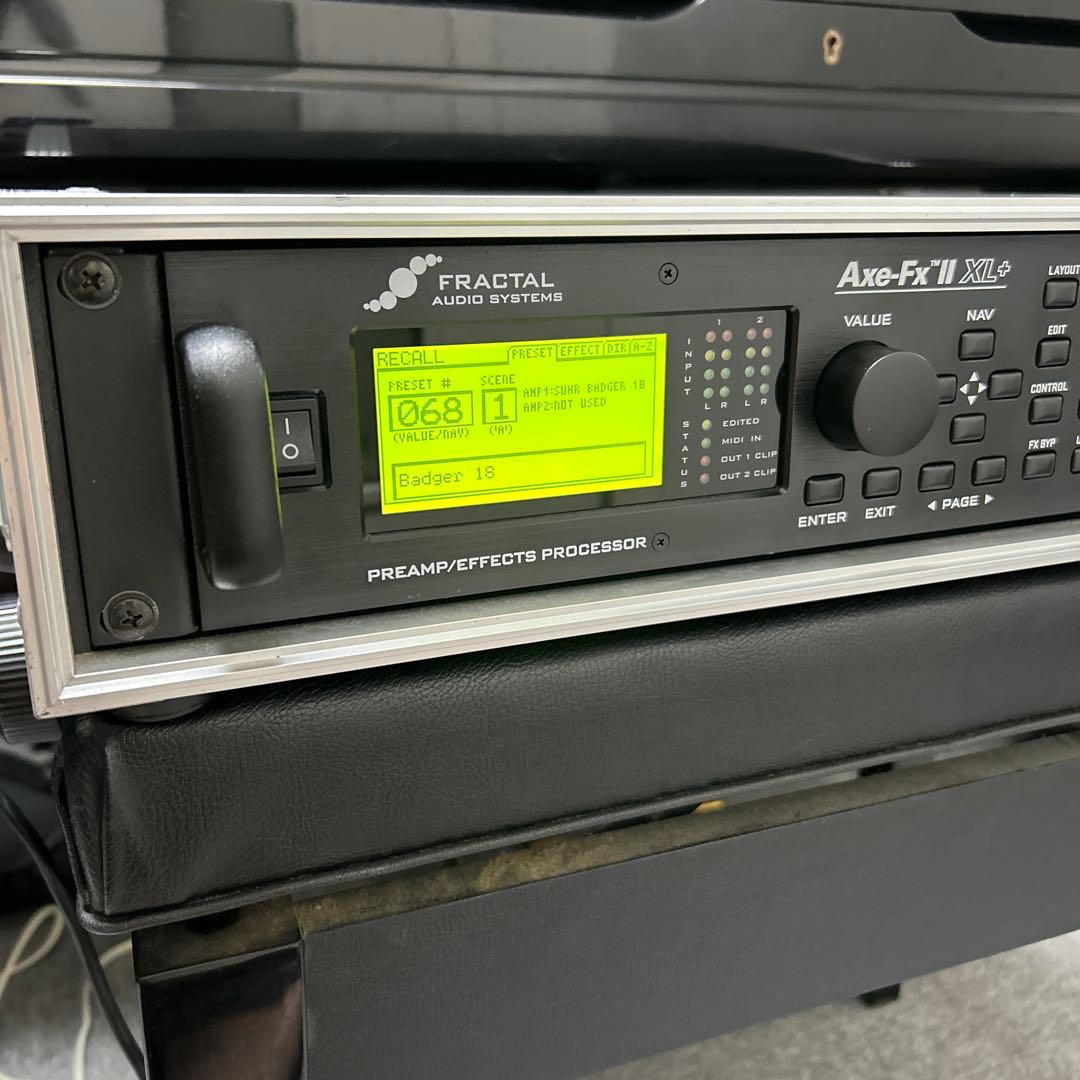 FRACTAL
AUDIO SYSTEMS
Axe-Fx™II XL+
LAYOUT
VALUE
NAV
EDIT
CONTROL
FX BYP
ENTER
EXIT
PAGE
RECALL
PRESET
EFFECT
DIR
A-Z
PRESET #
SCENE
068
1
AMP1:SUHR BADGER 18
AMP2:NOT USED
(VALUE/NAV)
(^A^)
Badger 18
1 2
INPUT
L R L R
STATUS
EDITED
MIDI IN
OUT 1 CLIP
OUT 2 CLIP
I
O
PREAMP/EFFECTS PROCESSOR